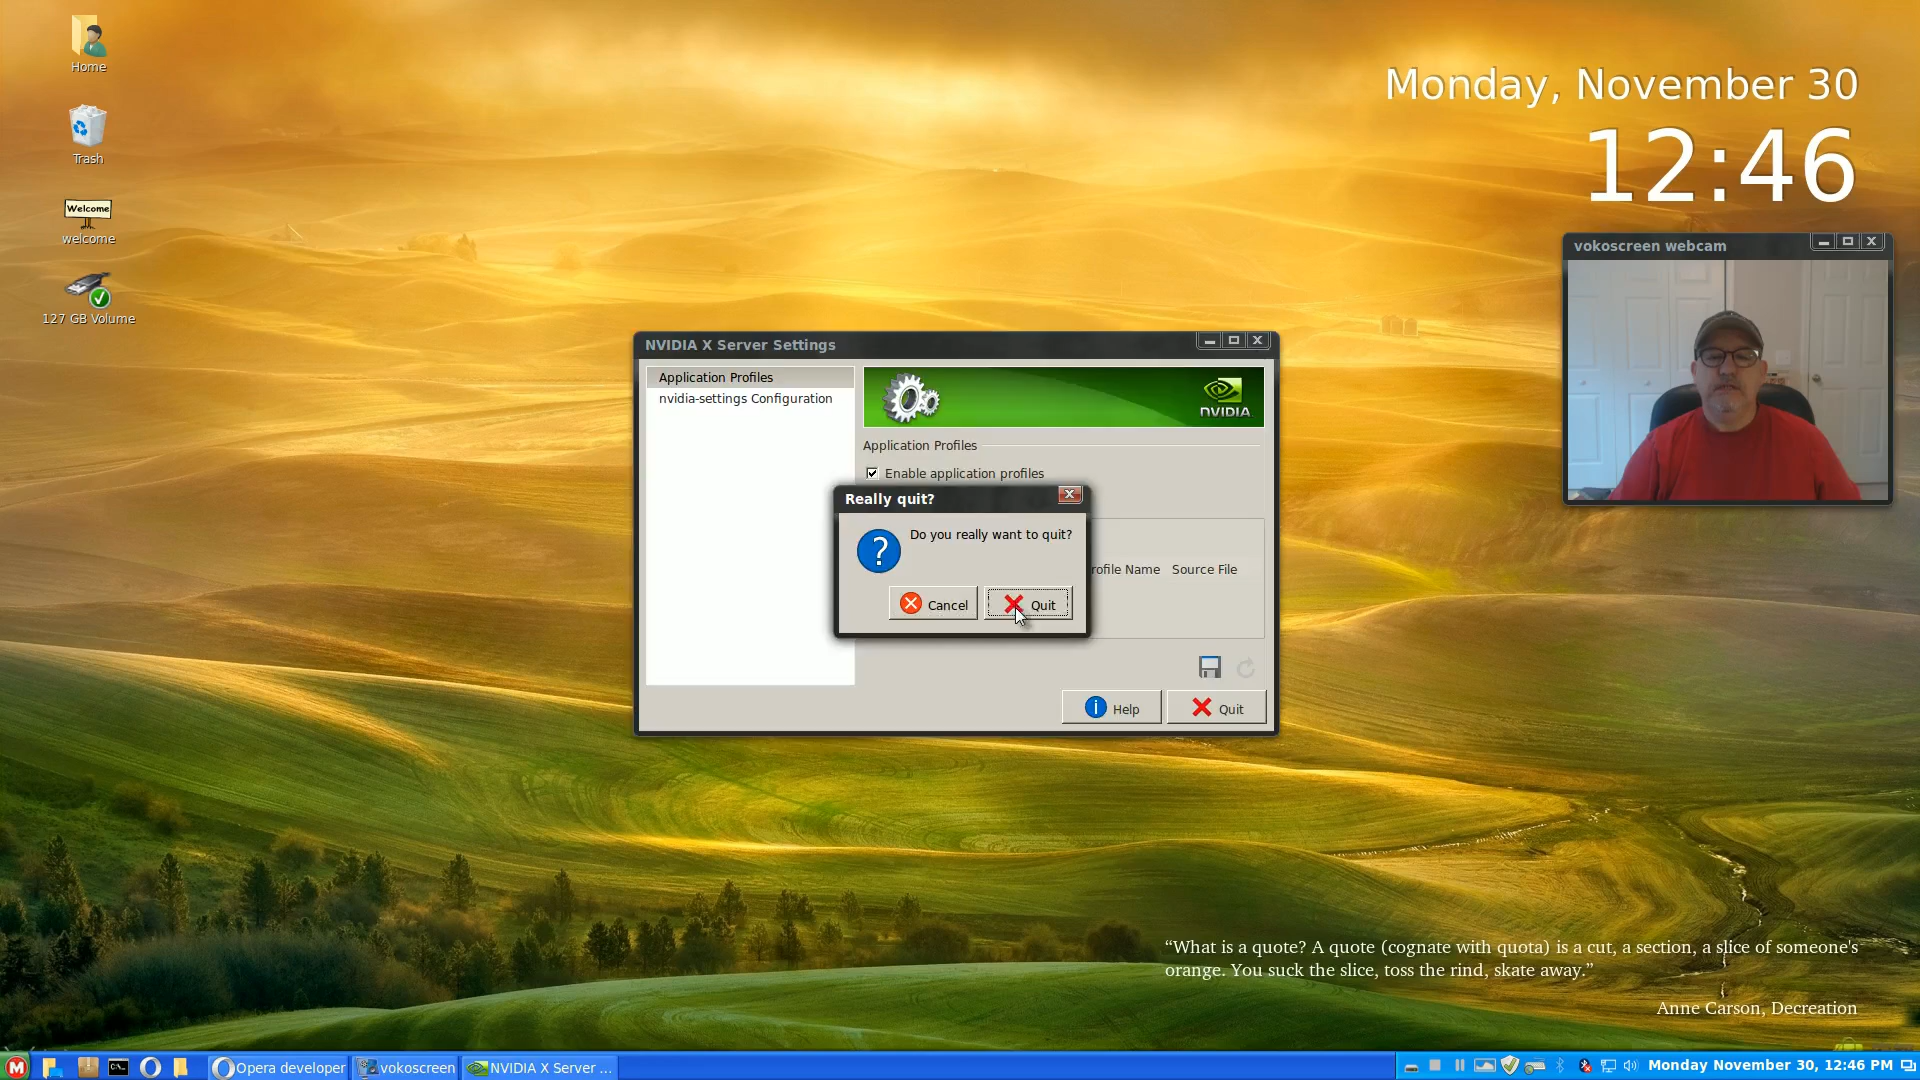 Home
Trash
Welcome
welcome
127 GB Volume
Monday, November 30
12:46
vokoscreen webcam
NVIDIA X Server Settings
Application Profiles
nvidia-settings Configuration
NVIDIA
Application Profiles
Enable application profiles
Really quit?
Do you really want to quit?
Cancel
Quit
rofile Name
Source File
Help
Quit
“What is a quote? A quote (cognate with quota) is a cut, a section, a slice of someone's
orange. You suck the slice, toss the rind, skate away.”
Anne Carson, Decreation
Opera developer
vokoscreen
NVIDIA X Server ...
Monday November 30, 12:46 PM